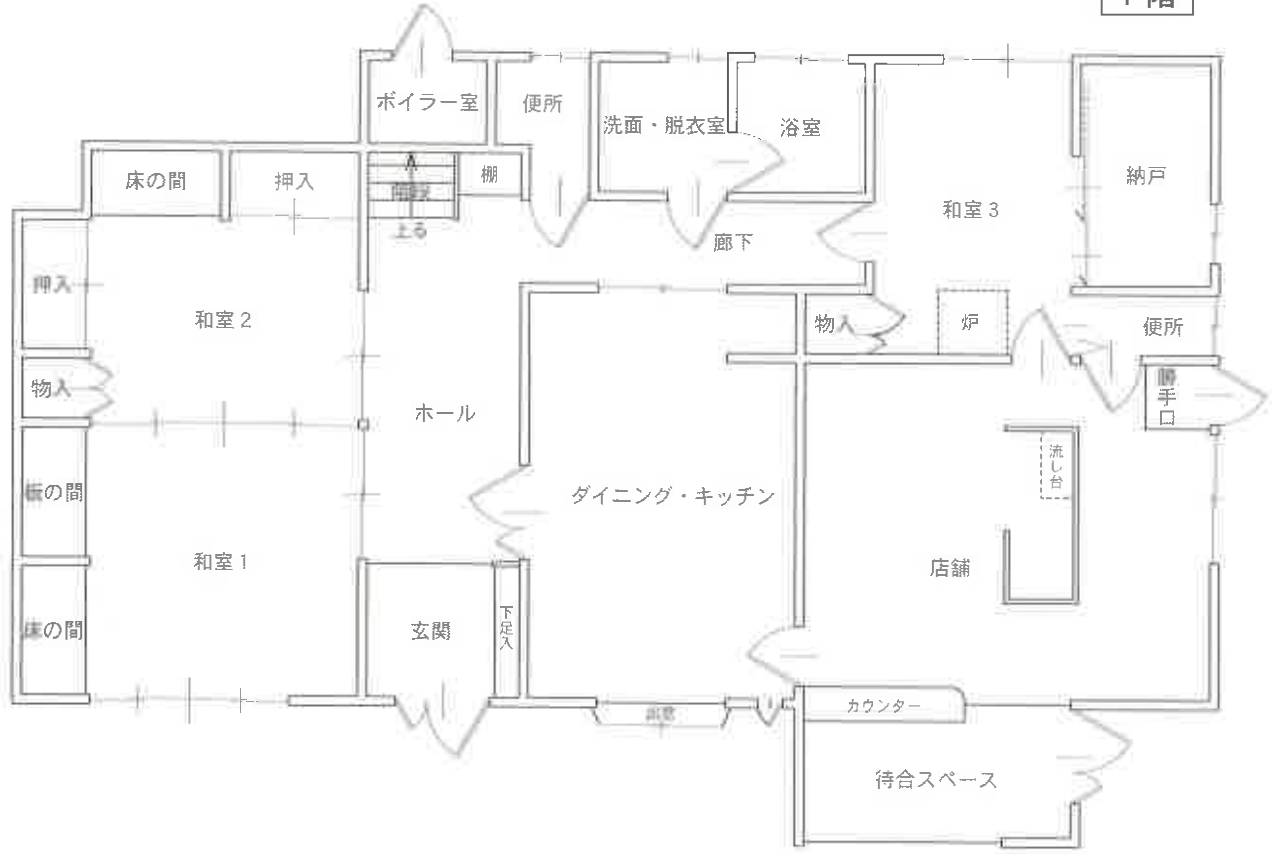 1階
ボイラー室
便所
洗面・脱衣室
浴室
納戸
床の間
押入
階段
上る
棚
和室3
廊下
押入
和室2
物入
炉
便所
物入
勝手口
ホール
流し台
板の間
ダイニング・キッチン
和室1
店舗
床の間
玄関
下足入
出窓
カウンター
待合スペース